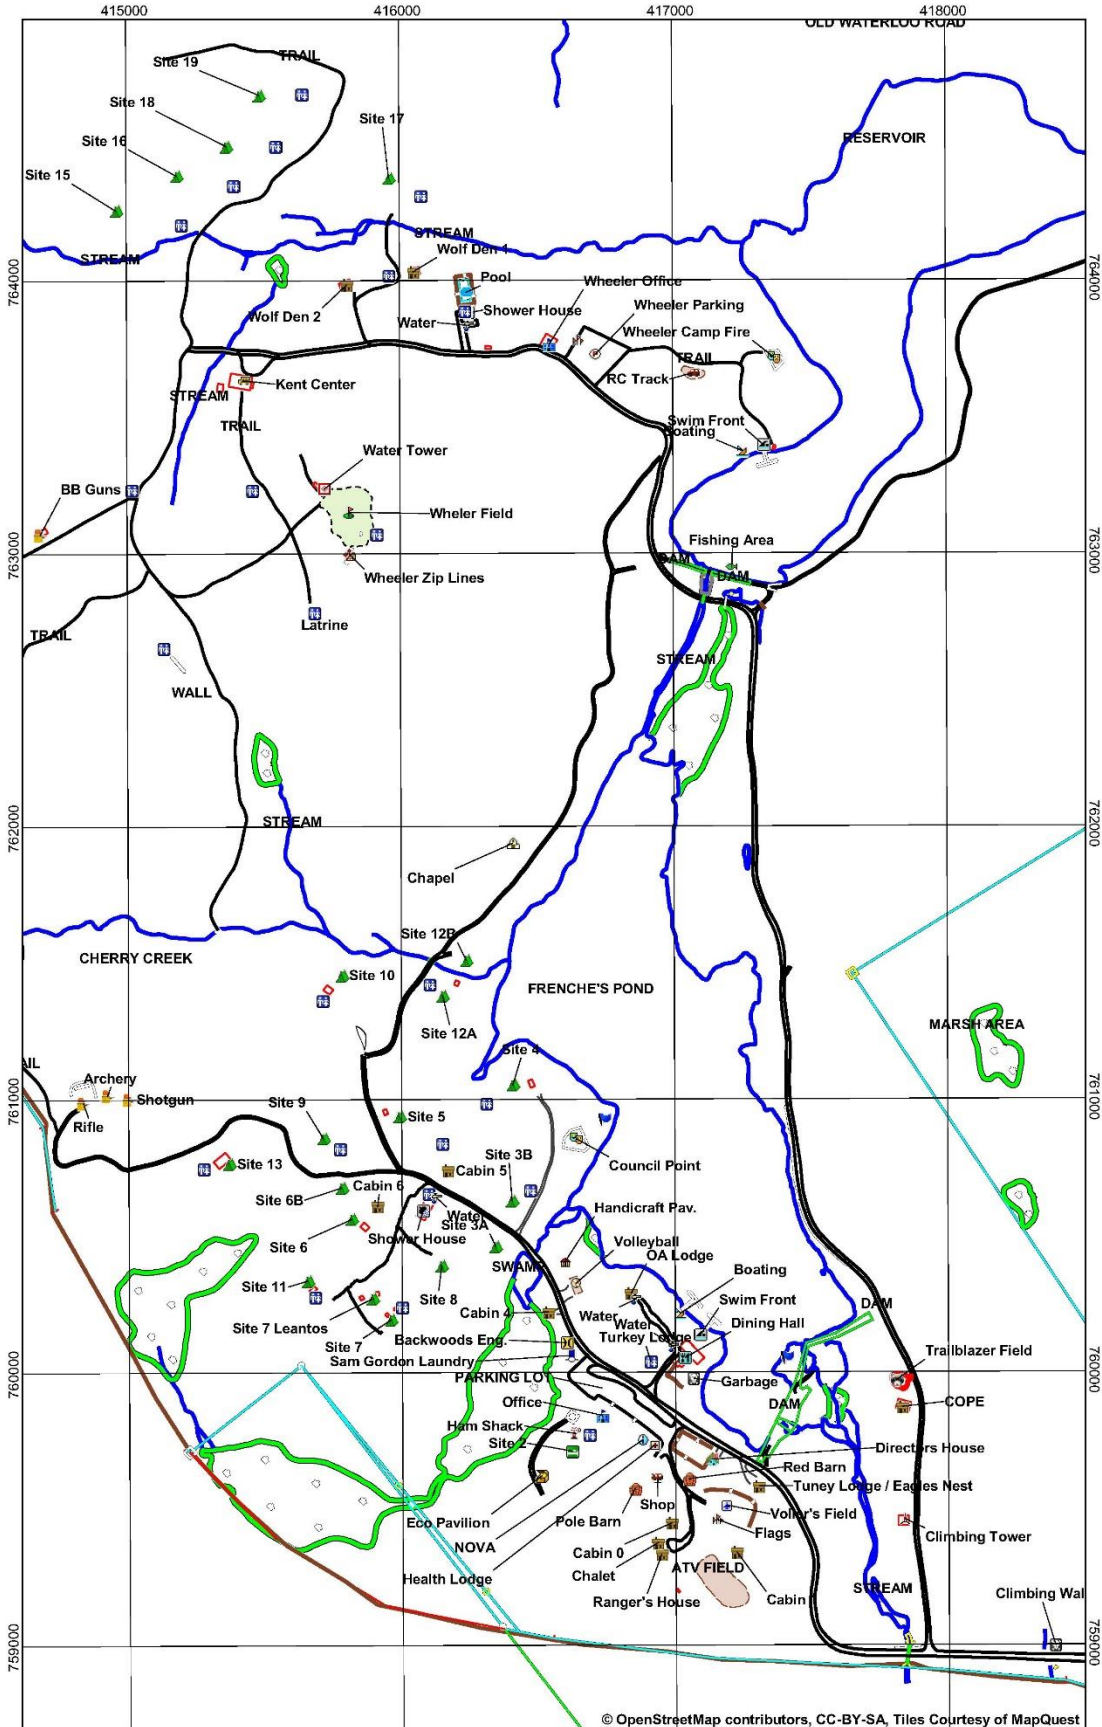 415000
416000
417000
418000
OLD WATERLOO ROAD
TRAIL
Site 19
Site 18
Site 17
Site 16
RESERVOIR
Site 15
STREAM
Wolf Den 1
STREAM
764000
764000
Pool
Wheeler Office
Shower House
Wheeler Parking
Wolf Den 2
Water
Wheeler Camp Fire
TRAIL
RC Track
Kent Center
STREAM
TRAIL
Swim Front
Boating
Water Tower
BB Guns
Wheler Field
763000
763000
Fishing Area
DAM
DAM
Wheeler Zip Lines
Latrine
TRAIL
STREAM
WALL
762000
762000
STREAM
Chapel
Site 12B
CHERRY CREEK
Site 10
FRENCHE'S POND
MARSH AREA
Site 12A
Site 4
AIL
761000
761000
Archery
Shotgun
Site 9
Site 5
Rifle
Site 3B
Council Point
Site 13
Cabin 5
Cabin 6
Site 6B
Handicraft Pav.
Water
Site 3A
Shower House
Volleyball
Site 6
OA Lodge
SWAMP
Boating
Site 11
Site 8
Swim Front
DAM
Cabin 4
Water
Site 7 Leantos
Water
Dining Hall
Site 7
Backwoods Eng.
Turkey Lodge
Trailblazer Field
Sam Gordon Laundry
760000
760000
PARKING LOT
Garbage
Office
DAM
COPE
Ham Shack
Site 2
Directors House
Red Barn
Tuney Lodge / Eagles Nest
Shop
Voller's Field
Eco Pavilion
Pole Barn
Flags
Climbing Tower
NOVA
Cabin 0
Chalet
ATV FIELD
Health Lodge
Ranger's House
Cabin
STREAM
Climbing Wal
759000
759000
© OpenStreetMap contributors, CC-BY-SA, Tiles Courtesy of MapQuest